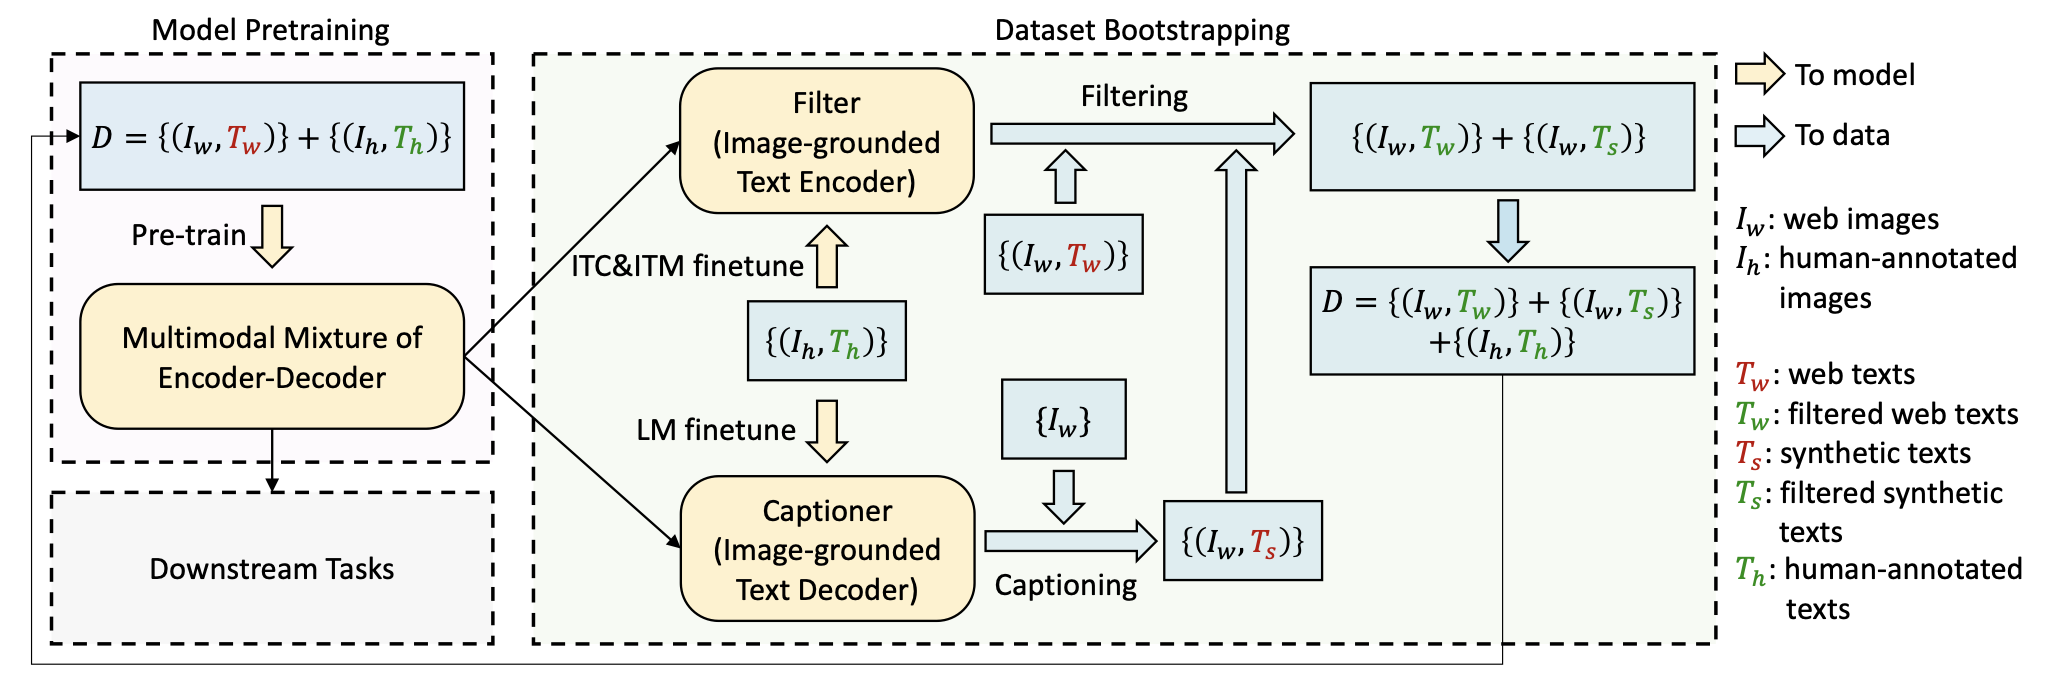 Model Pretraining
D = {(I_w, T_w)} + {(I_h, T_h)}
Pre-train
Multimodal Mixture of
Encoder-Decoder
Downstream Tasks
Dataset Bootstrapping
Filter
(Image-grounded
Text Encoder)
ITC&ITM finetune
{(I_h, T_h)}
LM finetune
Captioner
(Image-grounded
Text Decoder)
Filtering
{(I_w, T_w)}
{I_w}
Captioning
{(I_w, T_s)}
{(I_w, T_w)} + {(I_w, T_s)}
D = {(I_w, T_w)} + {(I_w, T_s)}
+{(I_h, T_h)}
To model
To data
I_w: web images
I_h: human-annotated
images
T_w: web texts
T_w: filtered web texts
T_s: synthetic texts
T_s: filtered synthetic
texts
T_h: human-annotated
texts